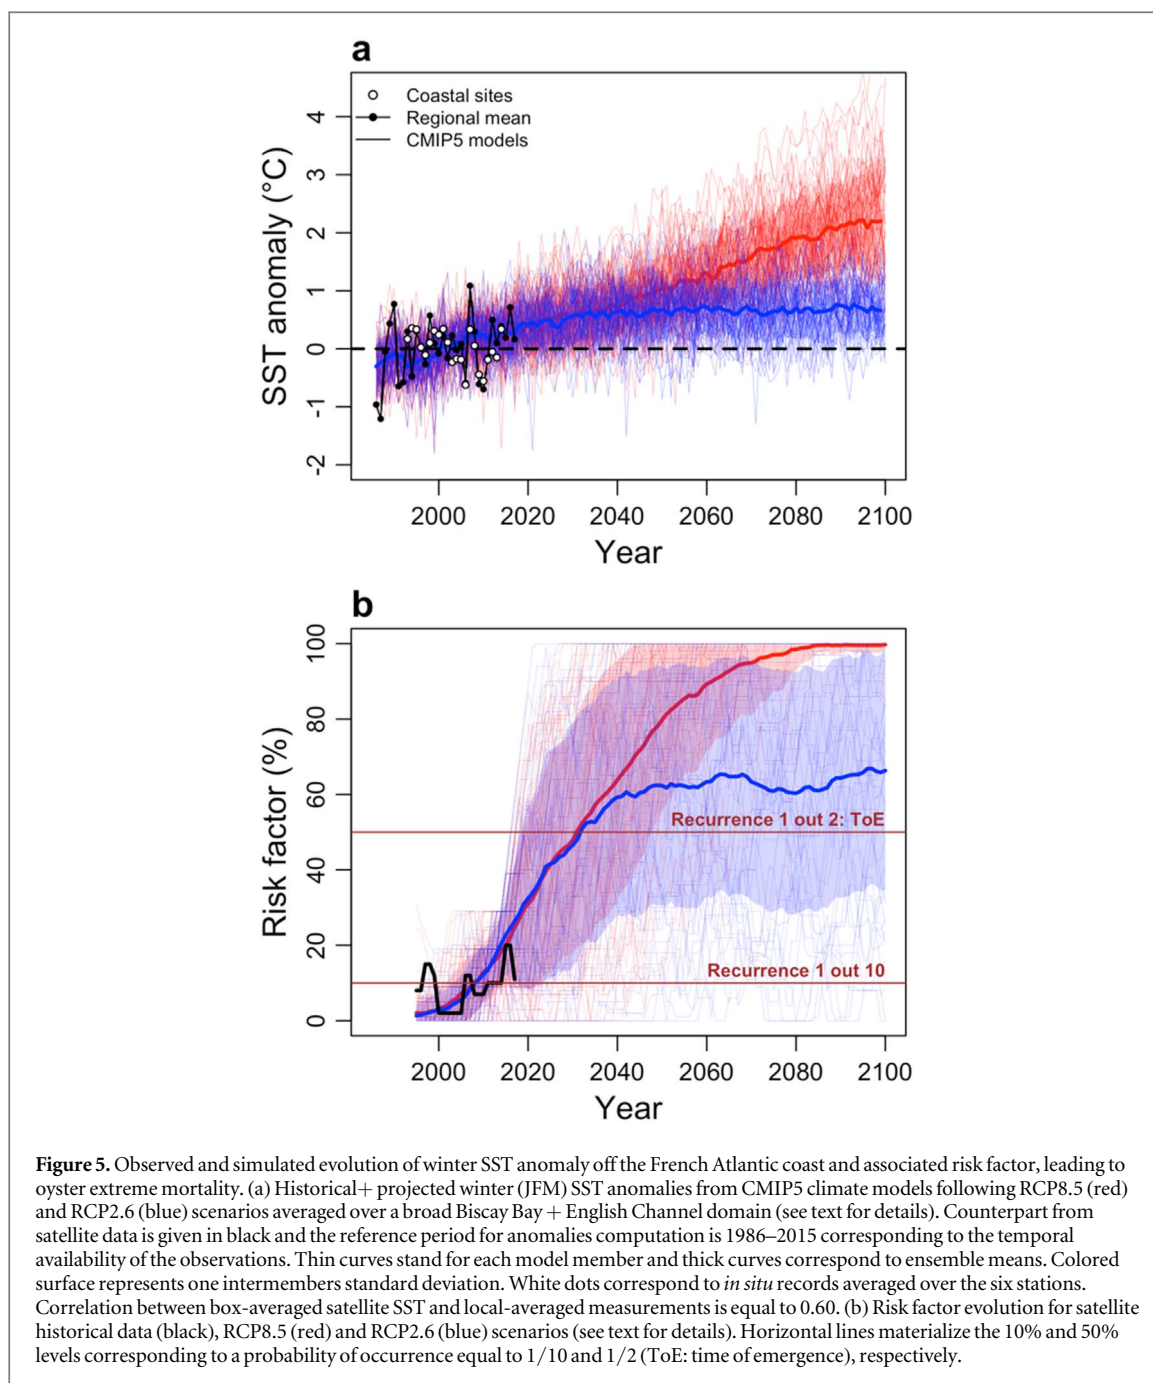 a
Coastal sites
Regional mean
CMIP5 models
SST anomaly (°C)
4
3
2
1
0
-1
-2
2000 2020 2040 2060 2080 2100
Year
b
Risk factor (%)
100
80
60
40
20
0
Recurrence 1 out 2: ToE
Recurrence 1 out 10
2000 2020 2040 2060 2080 2100
Year
Figure 5. Observed and simulated evolution of winter SST anomaly off the French Atlantic coast and associated risk factor, leading to
oyster extreme mortality. (a) Historical+ projected winter (JFM) SST anomalies from CMIP5 climate models following RCP8.5 (red)
and RCP2.6 (blue) scenarios averaged over a broad Biscay Bay + English Channel domain (see text for details). Counterpart from
satellite data is given in black and the reference period for anomalies computation is 1986–2015 corresponding to the temporal
availability of the observations. Thin curves stand for each model member and thick curves correspond to ensemble means. Colored
surface represents one intermembers standard deviation. White dots correspond to in situ records averaged over the six stations.
Correlation between box-averaged satellite SST and local-averaged measurements is equal to 0.60. (b) Risk factor evolution for satellite
historical data (black), RCP8.5 (red) and RCP2.6 (blue) scenarios (see text for details). Horizontal lines materialize the 10% and 50%
levels corresponding to a probability of occurrence equal to 1/10 and 1/2 (ToE: time of emergence), respectively.